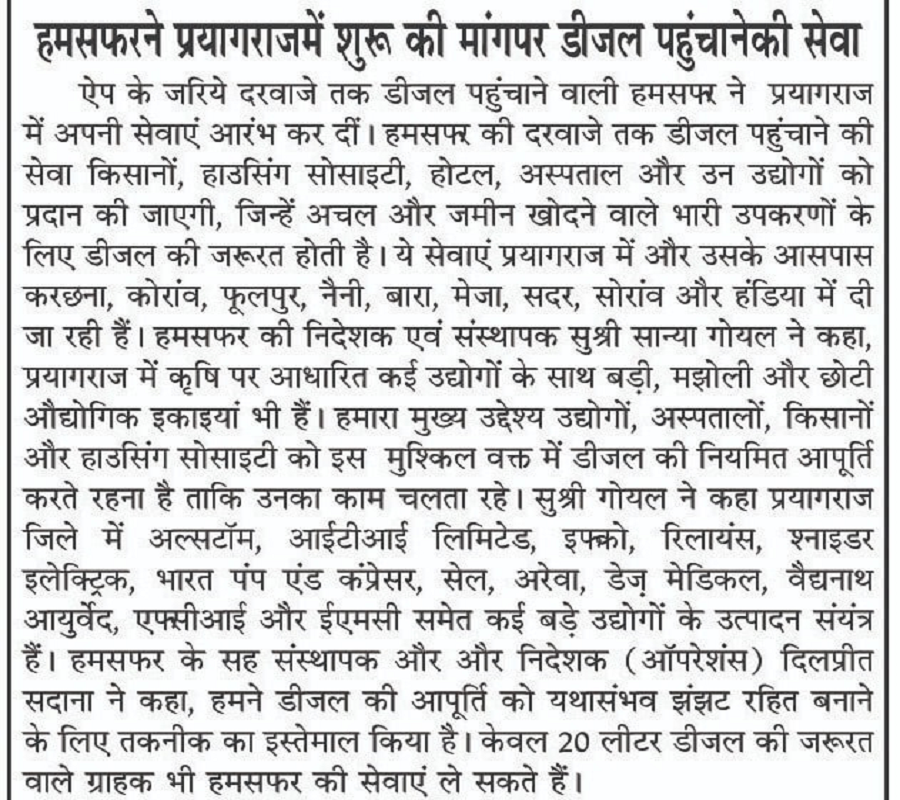 हमसफरने प्रयागराजमें शुरू की मांगपर डीजल पहुंचानेकी सेवा
ऐप के जरिये दरवाजे तक डीजल पहुंचाने वाली हमसफर ने प्रयागराज
में अपनी सेवाएं आरंभ कर दीं। हमसफर की दरवाजे तक डीजल पहुंचाने की
सेवा किसानों, हाउसिंग सोसाइटी, होटल, अस्पताल और उन उद्योगों को
प्रदान की जाएगी, जिन्हें अचल और जमीन खोदने वाले भारी उपकरणों के
लिए डीजल की जरूरत होती है। ये सेवाएं प्रयागराज में और उसके आसपास
करछना, कोरांव, फूलपुर, नैनी, बारा, मेजा, सदर, सोरांव और हंडिया में दी
जा रही हैं। हमसफर की निदेशक एवं संस्थापक सुश्री सान्या गोयल ने कहा,
प्रयागराज में कृषि पर आधारित कई उद्योगों के साथ बड़ी, मझोली और छोटी
औद्योगिक इकाइयां भी हैं। हमारा मुख्य उद्देश्य उद्योगों, अस्पतालों, किसानों
और हाउसिंग सोसाइटी को इस मुश्किल वक्त में डीजल की नियमित आपूर्ति
करते रहना है ताकि उनका काम चलता रहे। सुश्री गोयल ने कहा प्रयागराज
जिले में अल्सटॉम, आईटीआई लिमिटेड, इफ्को, रिलायंस, श्नाइडर
इलेक्ट्रिक, भारत पंप एंड कंप्रेसर, सेल, अरेवा, डेज़ मेडिकल, वैद्यनाथ
आयुर्वेद, एफ्सीआई और ईएमसी समेत कई बड़े उद्योगों के उत्पादन संयंत्र
हैं। हमसफर के सह संस्थापक और और निदेशक (ऑपरेशंस) दिलप्रीत
सदाना ने कहा, हमने डीजल की आपूर्ति को यथासंभव झंझट रहित बनाने
के लिए तकनीक का इस्तेमाल किया है। केवल 20 लीटर डीजल की जरूरत
वाले ग्राहक भी हमसफर की सेवाएं ले सकते हैं।